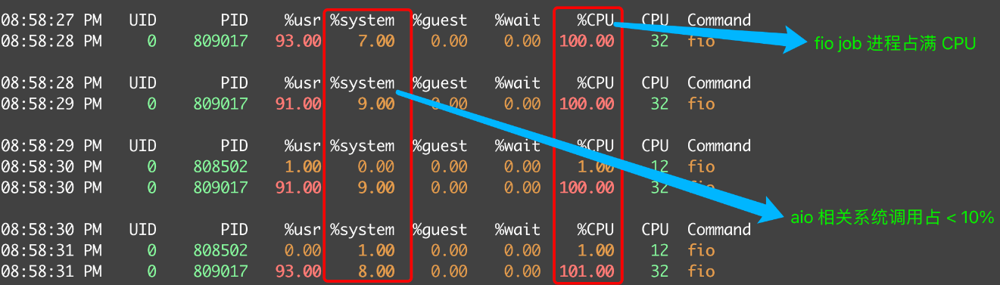 08:58:27 PM UID PID %usr %system %guest %wait %CPU CPU Command
08:58:28 PM 0 809017 93.00 7.00 0.00 0.00 100.00 32 fio
fio job 进程占满 CPU
08:58:28 PM UID PID %usr %system %guest %wait %CPU CPU Command
08:58:29 PM 0 809017 91.00 9.00 0.00 0.00 100.00 32 fio
08:58:29 PM UID PID %usr %system %guest %wait %CPU CPU Command
08:58:30 PM 0 808502 1.00 0.00 0.00 0.00 1.00 12 fio
08:58:30 PM 0 809017 91.00 9.00 0.00 0.00 100.00 32 fio
aio 相关系统调用占 < 10%
08:58:30 PM UID PID %usr %system %guest %wait %CPU CPU Command
08:58:31 PM 0 808502 0.00 1.00 0.00 0.00 1.00 12 fio
08:58:31 PM 0 809017 93.00 8.00 0.00 0.00 101.00 32 fio